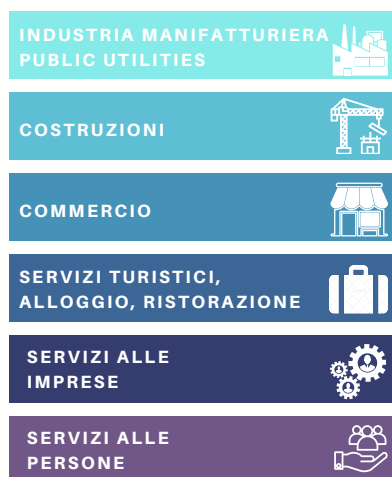 INDUSTRIA MANIFATTURIERA
PUBLIC UTILITIES
COSTRUZIONI
COMMERCIO
SERVIZI TURISTICI,
ALLOGGIO, RISTORAZIONE
SERVIZI ALLE
IMPRESE
SERVIZI ALLE
PERSONE